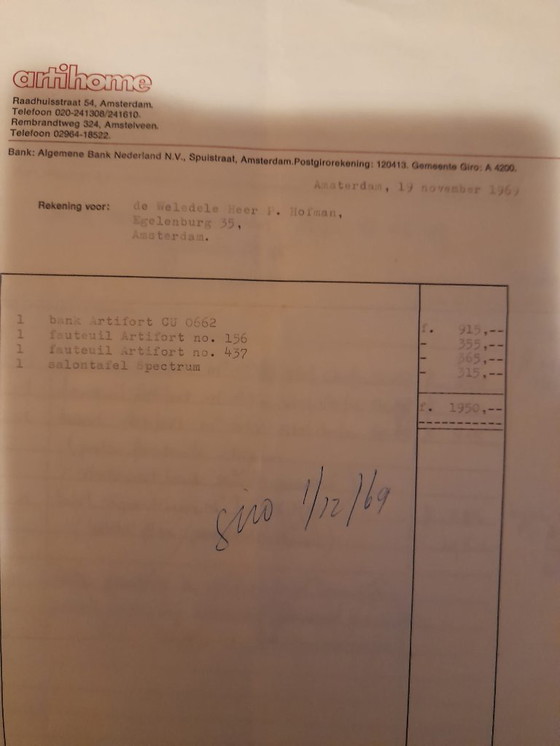 artihome
Raadhuisstraat 54, Amsterdam.
Telefoon 020-241308/241610.
Rembrandtweg 324, Amstelveen.
Telefoon 02964-18522.
Bank: Algemene Bank Nederland N.V., Spuistraat, Amsterdam.Postgirorekening: 120413. Gemeente Giro: A 4200.
Amsterdam, 19 november 1969
Rekening voor: de Weledele Heer F. Hofman,
Egelenburg 35,
Amsterdam.
1 bank Artifort CU 0662 f. 915,--
1 fauteuil Artifort no. 156 - 355,--
1 fauteuil Artifort no. 437 - 365,--
1 salontafel Spectrum - 315,--
f. 1950,--
giro 1/12/69